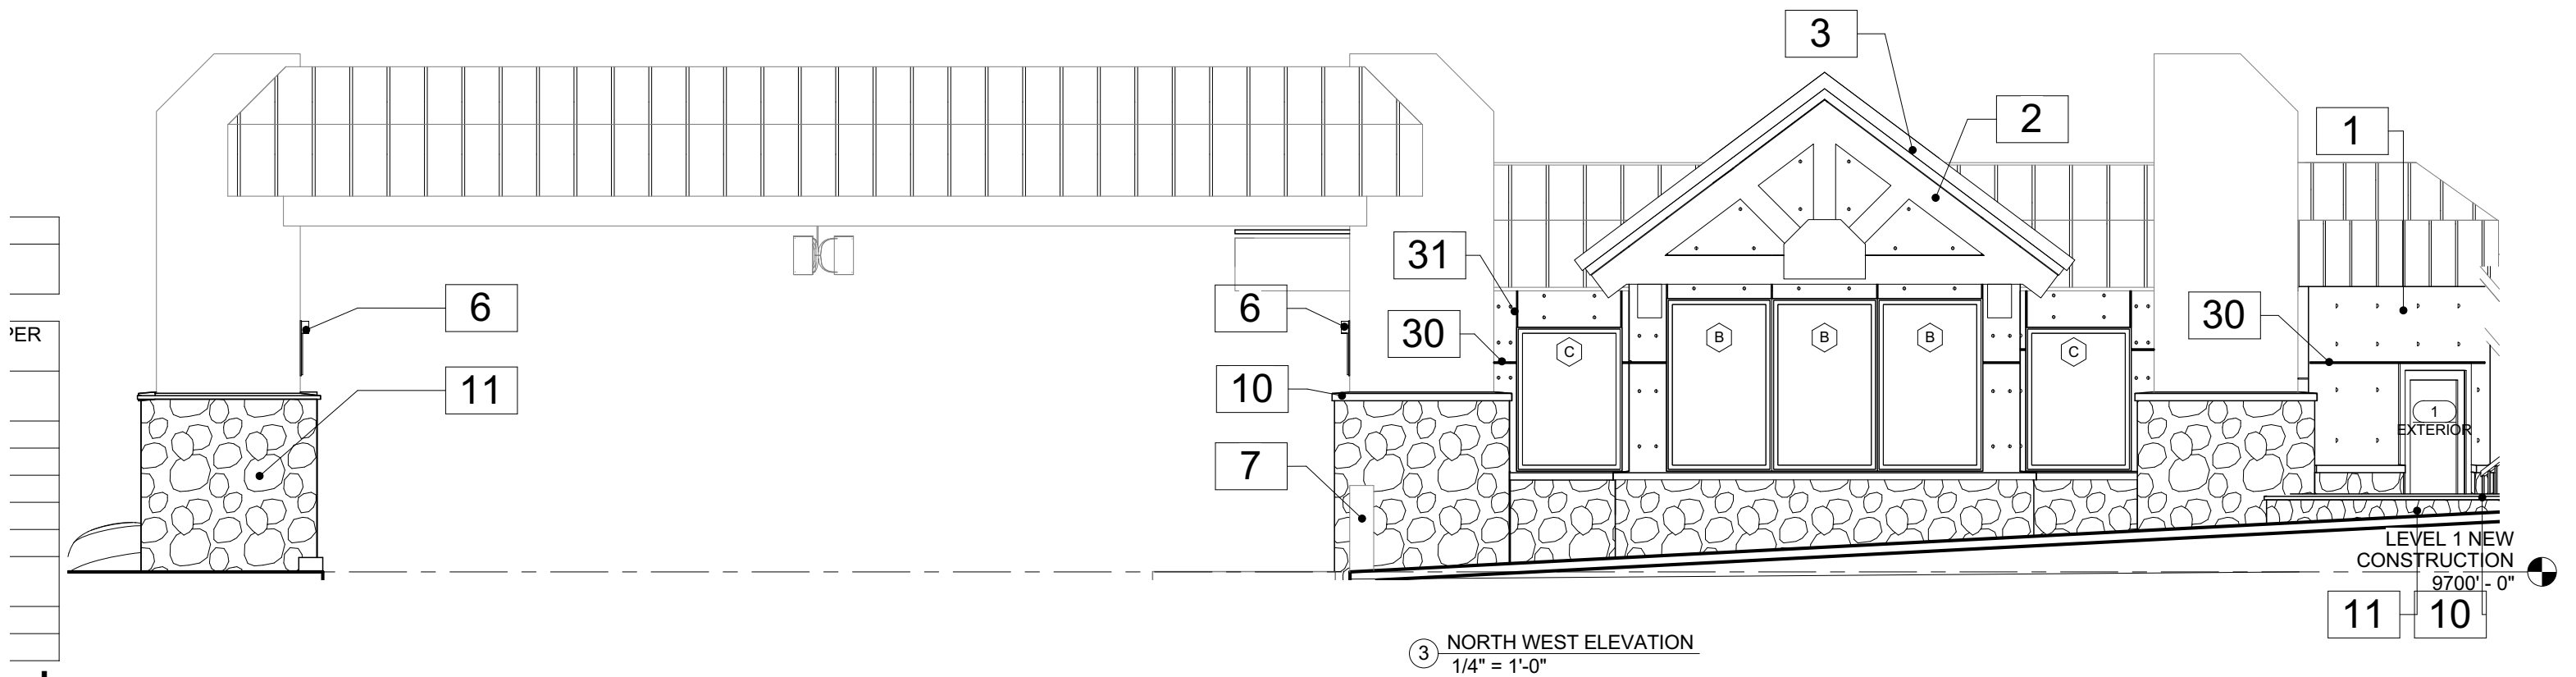 3
2
1
31
6
6
30
30
PER
C
B
B
B
C
11
10
1
EXTERIOR
7
LEVEL 1 NEW
CONSTRUCTION
9700' - 0"
11
10
3
NORTH WEST ELEVATION
1/4" = 1'-0"